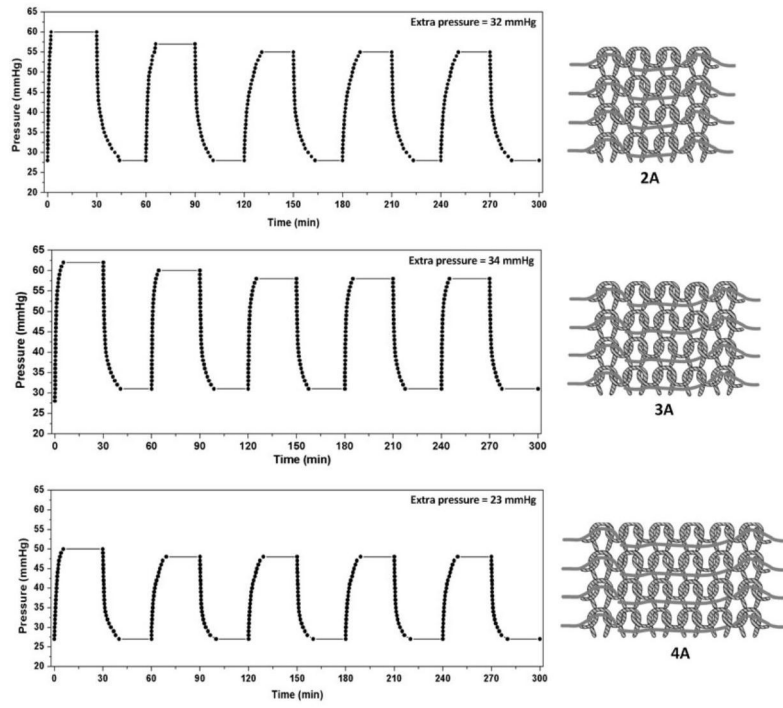 65
60
55
50
45
40
35
30
25
20
Pressure (mmHg)
Extra pressure = 32 mmHg
0 30 60 90 120 150 180 210 240 270 300
Time (min)
2A
65
60
55
50
45
40
35
30
25
20
Pressure (mmHg)
Extra pressure = 34 mmHg
0 30 60 90 120 150 180 210 240 270 300
Time (min)
3A
65
60
55
50
45
40
35
30
25
20
Pressure (mmHg)
Extra pressure = 23 mmHg
0 30 60 90 120 150 180 210 240 270 300
Time (min)
4A